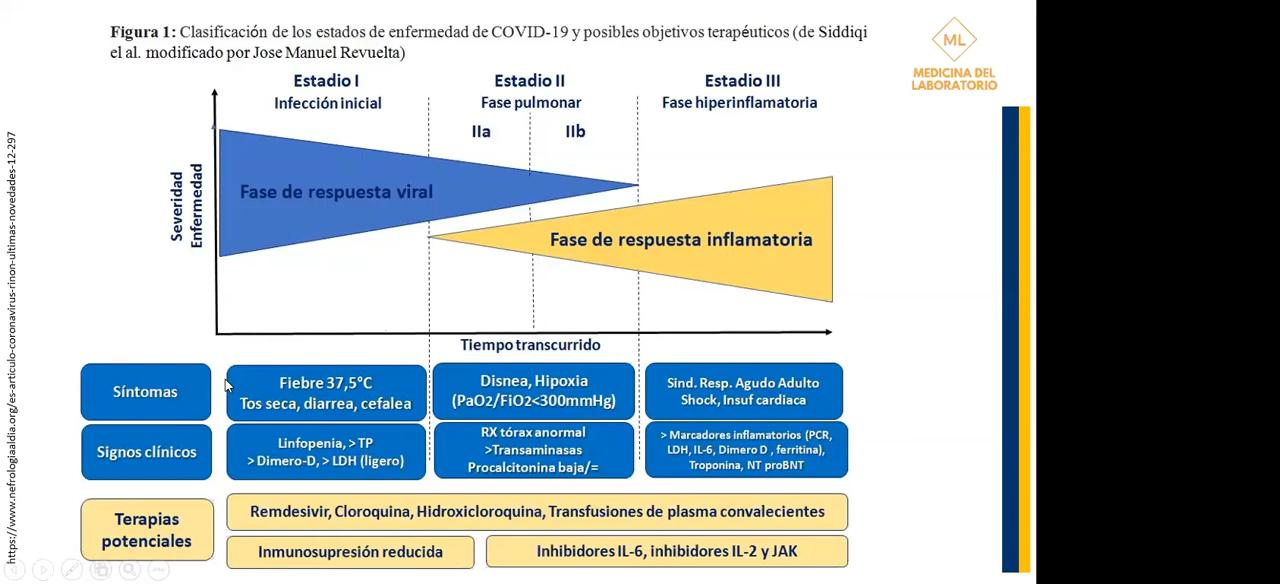 Figura 1: Clasificación de los estados de enfermedad de COVID-19 y posibles objetivos terapéuticos (de Siddiqi
el al. modificado por Jose Manuel Revuelta)
ML
MEDICINA DEL
LABORATORIO
Estadio I
Infección inicial
Estadio II
Fase pulmonar
IIa
IIb
Estadio III
Fase hiperinflamatoria
Severidad
Enfermedad
Fase de respuesta viral
Fase de respuesta inflamatoria
Tiempo transcurrido
Síntomas
Fiebre 37,5°C
Tos seca, diarrea, cefalea
Disnea, Hipoxia
(PaO2/FiO2<300mmHg)
Sind. Resp. Agudo Adulto
Shock, Insuf cardiaca
Signos clínicos
Linfopenia, > TP
> Dimero-D, > LDH (ligero)
RX tórax anormal
>Transaminasas
Procalcitonina baja/=
> Marcadores inflamatorios (PCR,
LDH, IL-6, Dimero D , ferritina),
Troponina, NT proBNT
Terapias
potenciales
Remdesivir, Cloroquina, Hidroxicloroquina, Transfusiones de plasma convalecientes
Inmunosupresión reducida
Inhibidores IL-6, inhibidores IL-2 y JAK
https://www.nefrologiaaldia.org/es-articulo-coronavirus-rinon-ultimas-novedades-12-297